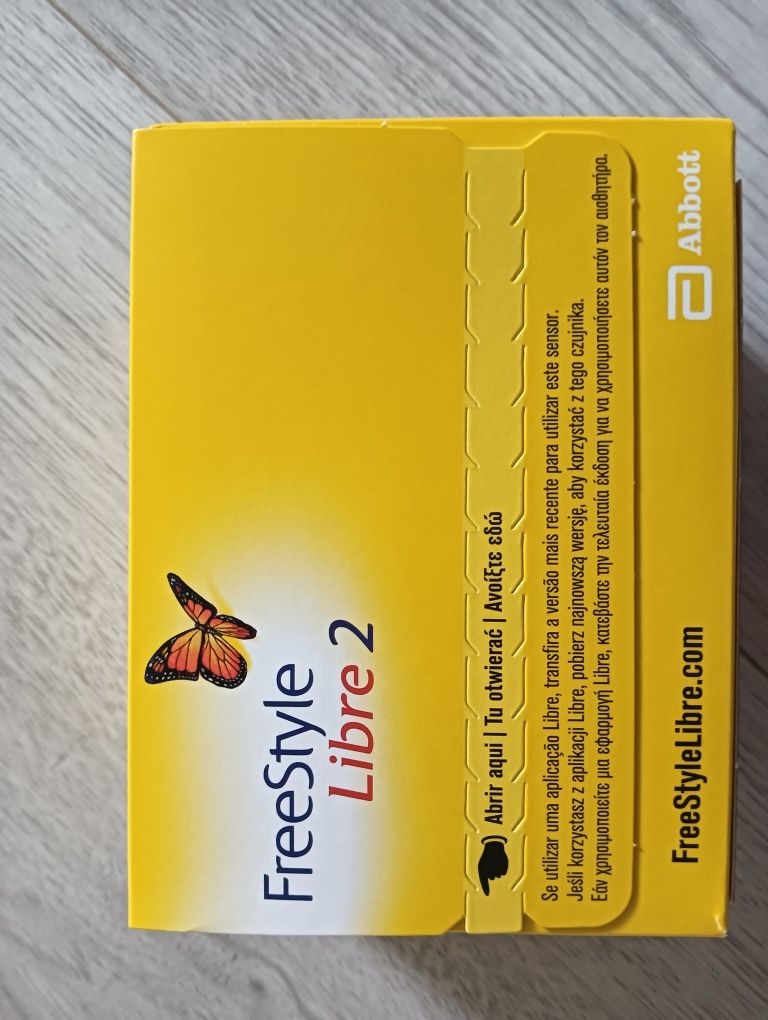 FreeStyle
Libre 2
Abrir aqui | Tu otwierać | Ανοίξτε εδώ
Se utilizar uma aplicação Libre, transfira a versão mais recente para utilizar este sensor.
Jeśli korzystasz z aplikacji Libre, pobierz najnowszą wersję, aby korzystać z tego czujnika.
Εάν χρησιμοποιείτε μια εφαρμογή Libre, κατεβάστε την τελευταία έκδοση για να χρησιμοποιήσετε αυτόν τον αισθητήρα.
FreeStyleLibre.com
Abbott